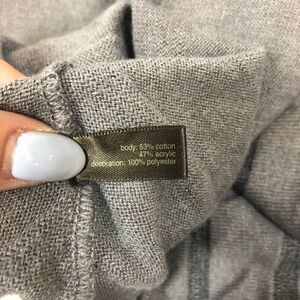 body: 53% cotton
47% acrylic
decoration: 100% polyester